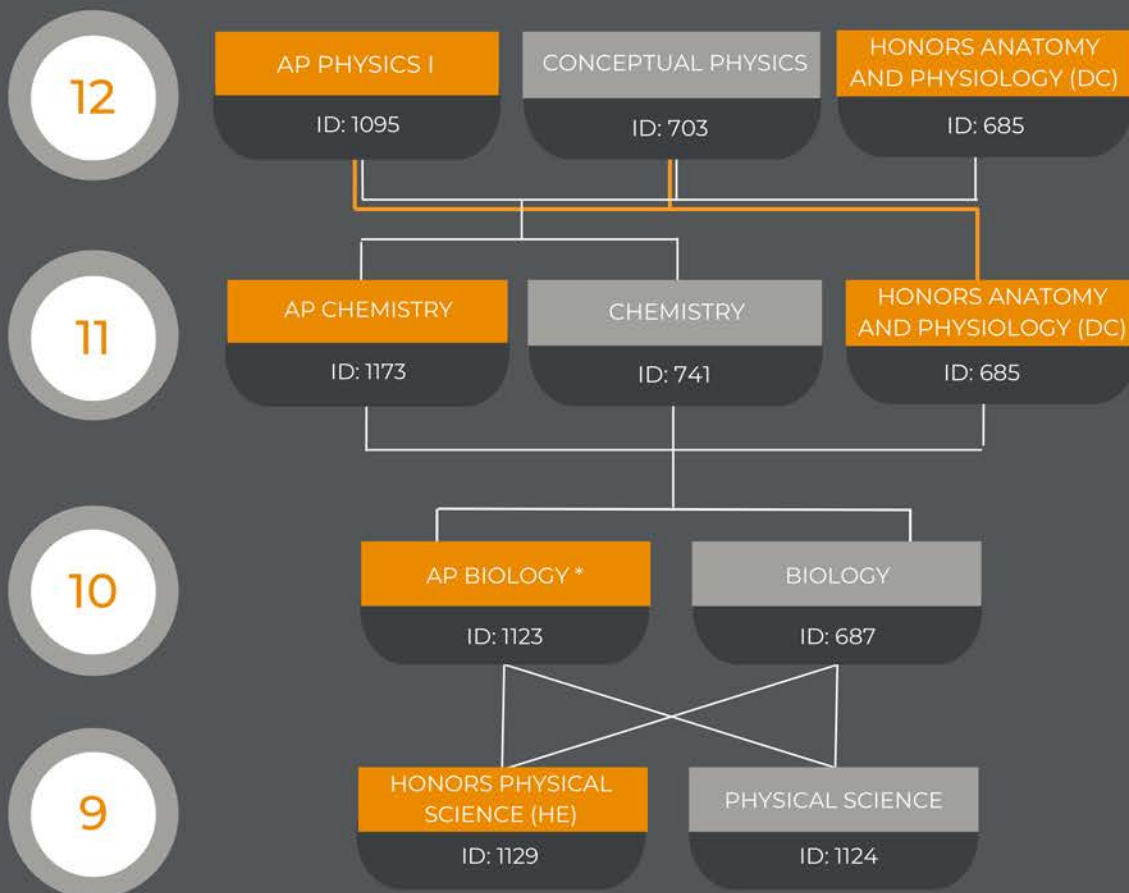 12
AP PHYSICS I
ID: 1095
CONCEPTUAL PHYSICS
ID: 703
HONORS ANATOMY
AND PHYSIOLOGY (DC)
ID: 685
11
AP CHEMISTRY
ID: 1173
CHEMISTRY
ID: 741
HONORS ANATOMY
AND PHYSIOLOGY (DC)
ID: 685
10
AP BIOLOGY *
ID: 1123
BIOLOGY
ID: 687
9
HONORS PHYSICAL
SCIENCE (HE)
ID: 1129
PHYSICAL SCIENCE
ID: 1124